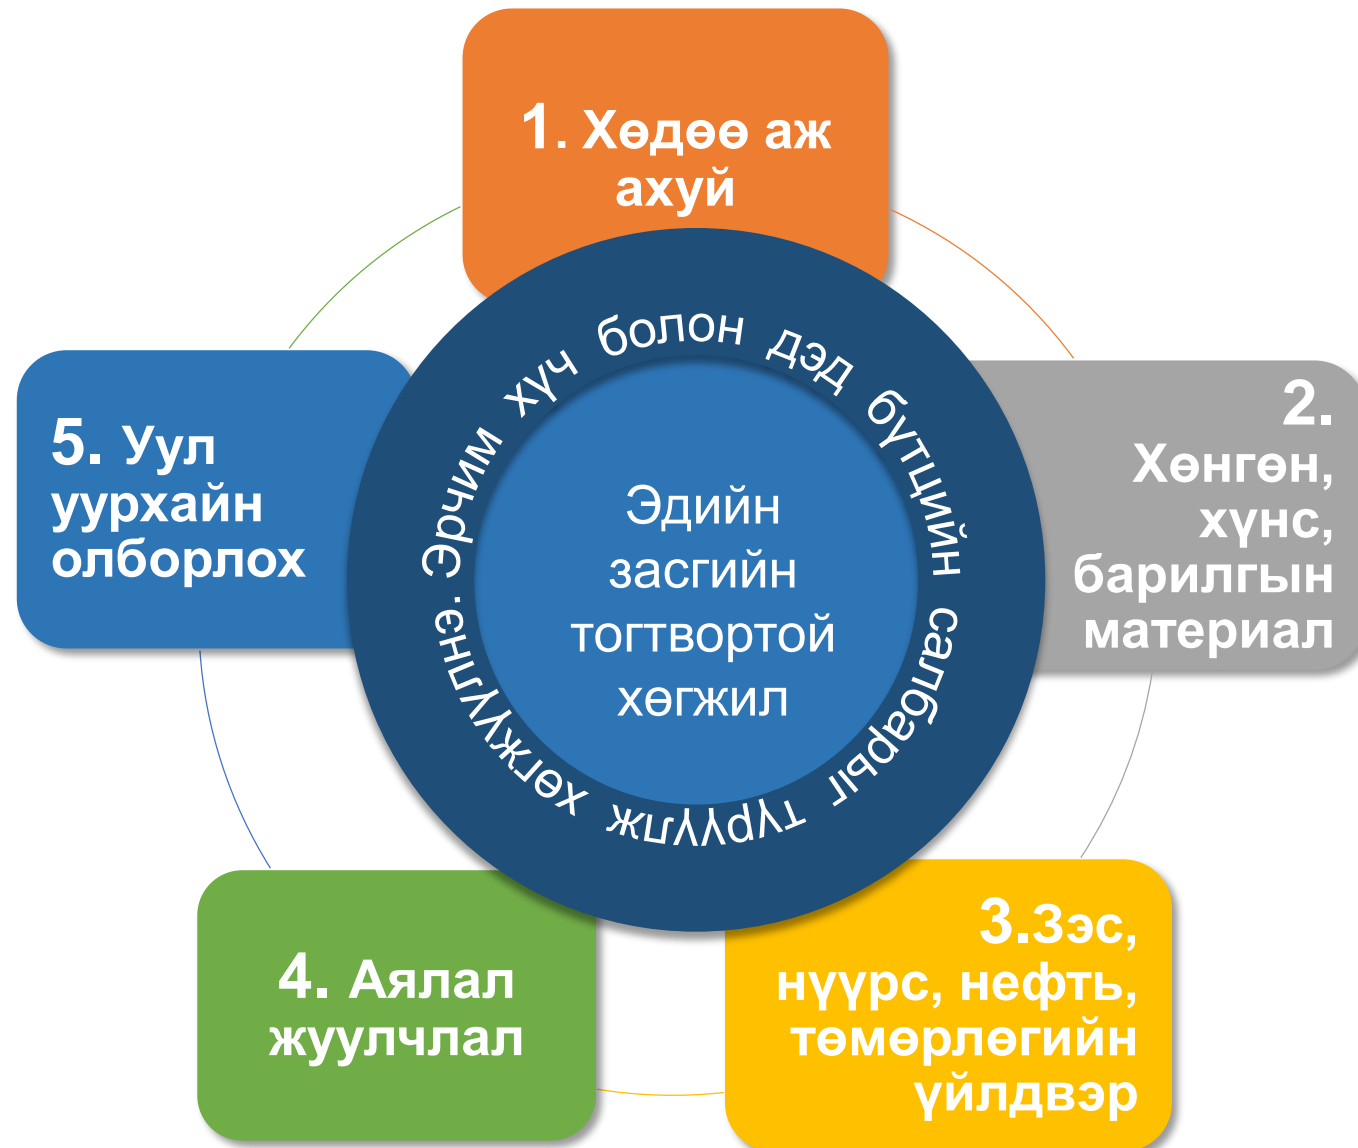 1. Хөдөө аж
ахуй
2.
Хөнгөн,
хүнс,
барилгын
материал
3.Зэс,
нүүрс, нефть,
төмөрлөгийн
үйлдвэр
4. Аялал
жуулчлал
5. Уул
уурхайн
олборлох
Эрчим хүч болон дэд бүтцийн салбарыг түрүүлж хөгжүүлнэ.
Эдийн
засгийн
тогтвортой
хөгжил